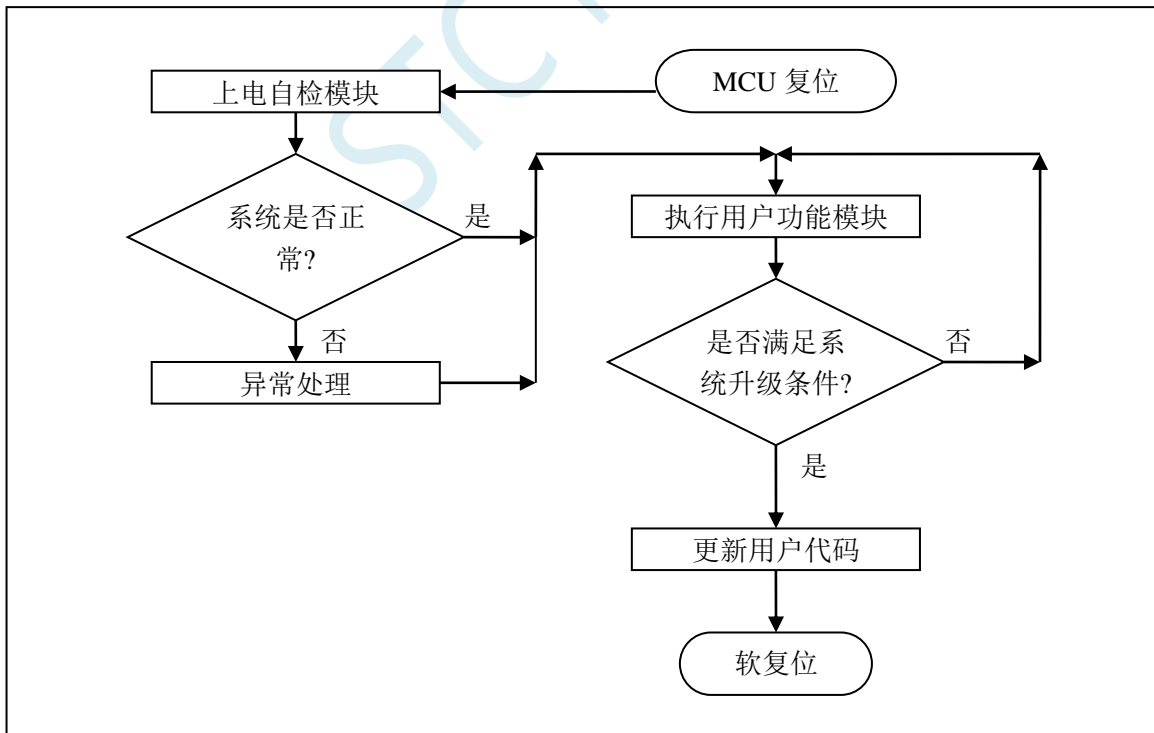 STC
MCU 复位
上电自检模块
系统是否正
常?
是
否
异常处理
执行用户功能模块
是否满足系
统升级条件?
否
是
更新用户代码
软复位